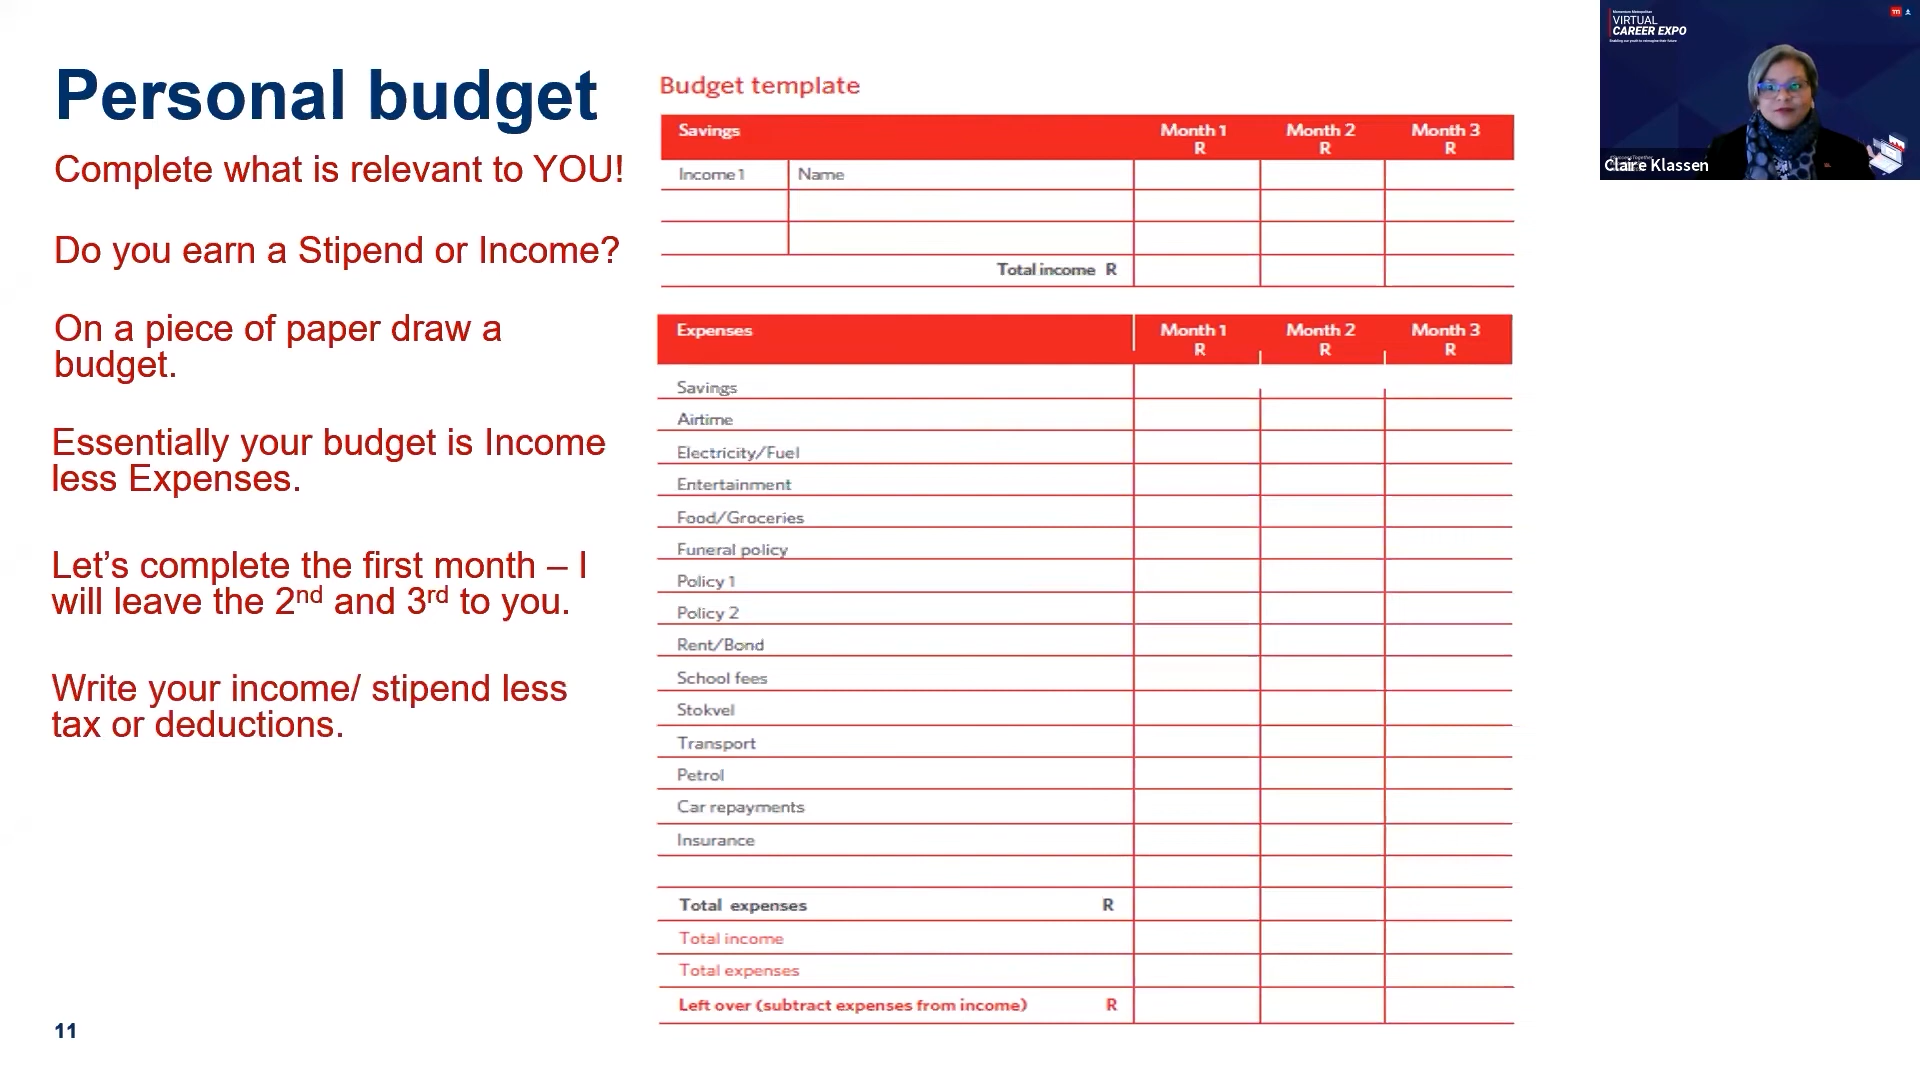 Personal budget
Complete what is relevant to YOU!
Do you earn a Stipend or Income?
On a piece of paper draw a
budget.
Essentially your budget is Income
less Expenses.
Let’s complete the first month – I
will leave the 2nd and 3rd to you.
Write your income/ stipend less
tax or deductions.
11
Budget template
Savings Month 1 Month 2 Month 3
R R R
Income1 Name
Total income R
Expenses Month 1 Month 2 Month 3
R R R
Savings
Airtime
Electricity/Fuel
Entertainment
Food/Groceries
Funeral policy
Policy 1
Policy 2
Rent/Bond
School fees
Stokvel
Transport
Petrol
Car repayments
Insurance
Total expenses R
Total income
Total expenses
Left over (subtract expenses from income) R
Momentum Metropolitan
VIRTUAL
CAREER EXPO
Claire Klassen